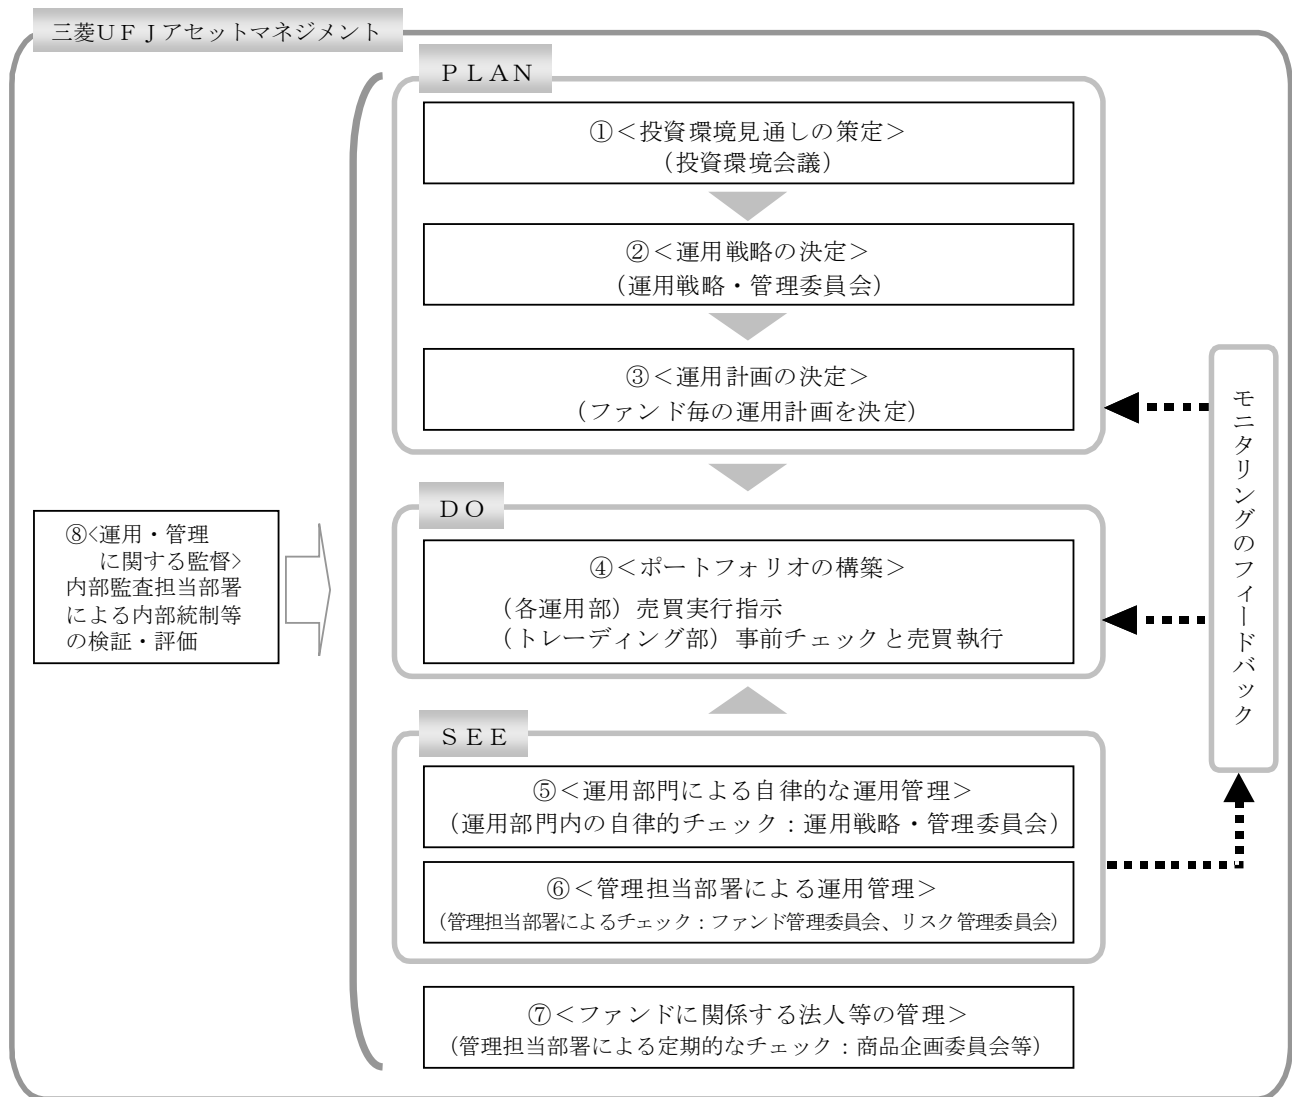 三菱ＵＦＪアセットマネジメント
ＰＬＡＮ
①＜投資環境見通しの策定＞
（投資環境会議）
②＜運用戦略の決定＞
（運用戦略・管理委員会）
③＜運用計画の決定＞
（ファンド毎の運用計画を決定）
ＤＯ
④＜ポートフォリオの構築＞
（各運用部）売買実行指示
（トレーディング部）事前チェックと売買執行
ＳＥＥ
⑤＜運用部門による自律的な運用管理＞
（運用部門内の自律的チェック：運用戦略・管理委員会）
⑥＜管理担当部署による運用管理＞
（管理担当部署によるチェック：ファンド管理委員会、リスク管理委員会）
⑦＜ファンドに関係する法人等の管理＞
（管理担当部署による定期的なチェック：商品企画委員会等）
⑧<運用・管理
に関する監督>
内部監査担当部署
による内部統制等
の検証・評価
モニタリングのフィードバック